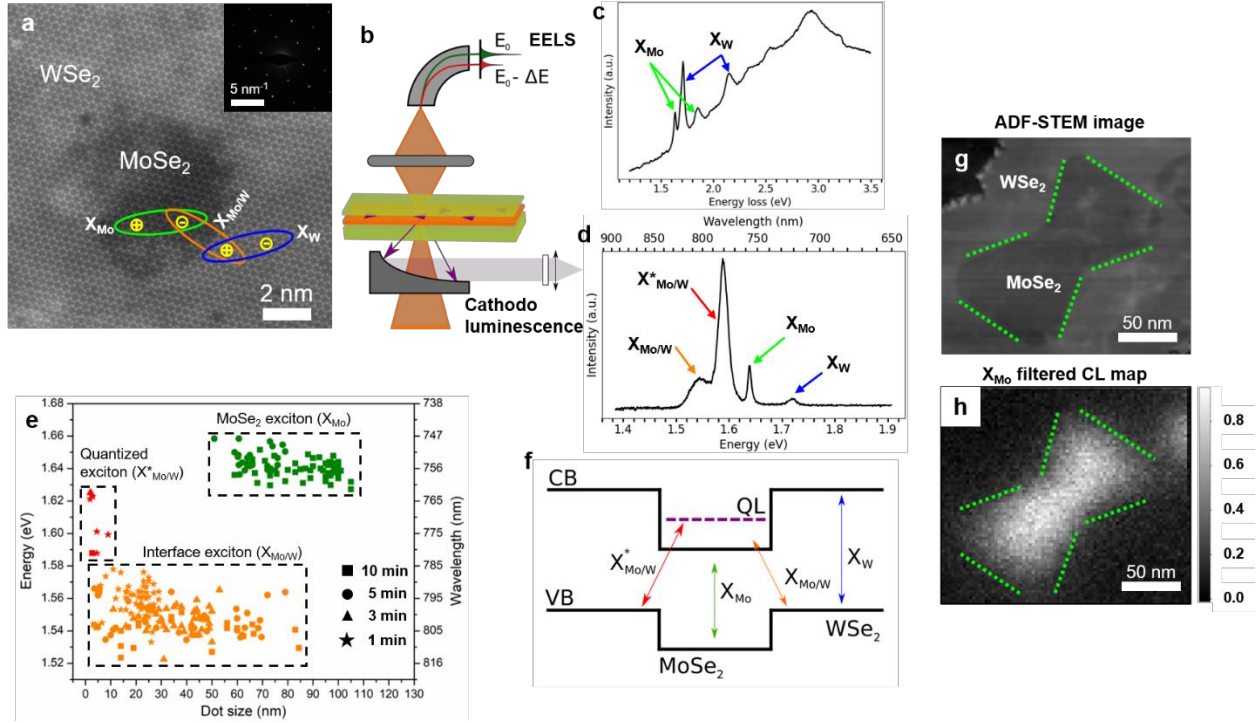 a
WSe2
5 nm-1
MoSe2
XMo
XMo/W
XW
2 nm
b
E0 EELS
E0 - ΔE
Cathodo
luminescence
c
XMo
XW
Intensity (a.u.)
1.5 2.0 2.5 3.0 3.5
Energy loss (eV)
Wavelength (nm)
900 850 800 750 700 650
d
X*Mo/W
XMo/W
XMo
XW
Intensity (a.u.)
1.4 1.5 1.6 1.7 1.8 1.9
Energy (eV)
e
MoSe2 exciton (XMo)
Quantized
exciton (X*Mo/W)
Interface exciton (XMo/W)
10 min
5 min
3 min
1 min
1.68
1.66
1.64
1.62
1.60
1.58
1.56
1.54
1.52
Energy (eV)
738
747
756
765
775
785
795
805
816
Wavelength (nm)
0 10 20 30 40 50 60 70 80 90 100 110 120 130
Dot size (nm)
f
CB
QL
X*Mo/W
XMo
XMo/W
XW
VB
WSe2
MoSe2
ADF-STEM image
g
WSe2
MoSe2
50 nm
XMo filtered CL map
h
50 nm
0.8
0.6
0.4
0.2
0.0